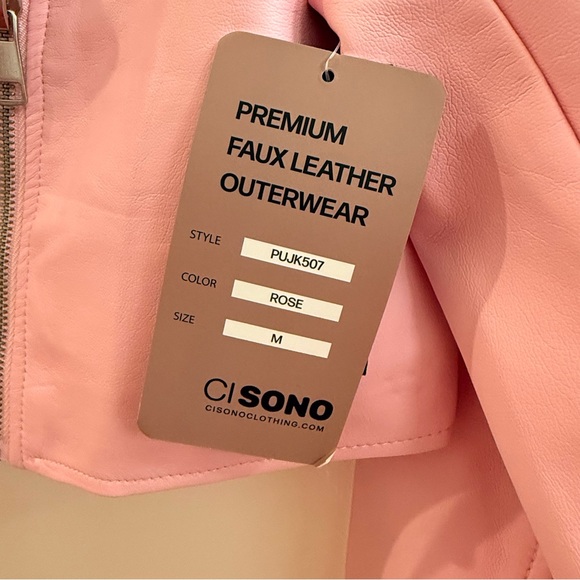 PREMIUM
FAUX LEATHER
OUTERWEAR
STYLE PUJK507
COLOR ROSE
SIZE M
CI SONO
CISONOCLOTHING.COM